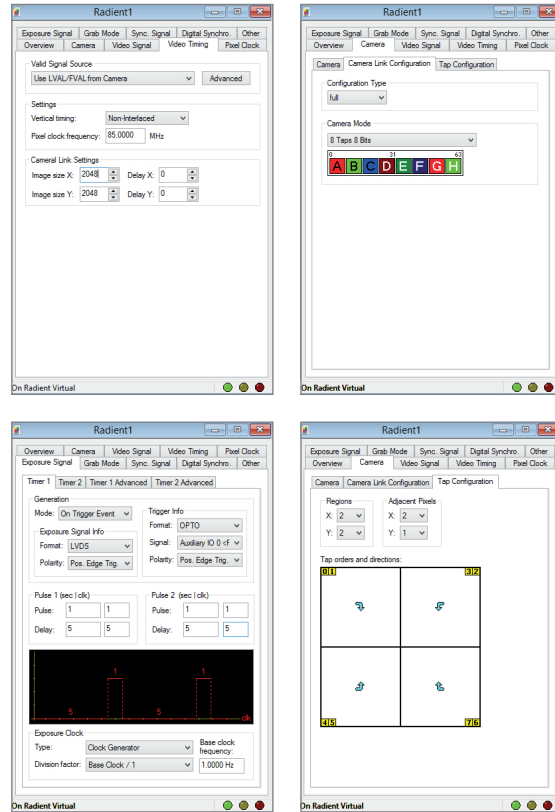 Radient1
Exposure Signal Grab Mode Sync. Signal Digital Synchro. Other
Overview Camera Video Signal Video Timing Pixel Clock
Valid Signal Source
Use LVAL/FVAL from Camera Advanced
Settings
Vertical timing: Non-Interlaced
Pixel clock frequency: 85.0000 MHz
Cameral Link Settings
Image size X: 2048 Delay X: 0
Image size Y: 2048 Delay Y: 0
On Radient Virtual
Radient1
Exposure Signal Grab Mode Sync. Signal Digital Synchro. Other
Overview Camera Video Signal Video Timing Pixel Clock
Camera Camera Link Configuration Tap Configuration
Configuration Type
full
Camera Mode
8 Taps 8 Bits
0 31 63
A B C D E F G H
On Radient Virtual
Radient1
Overview Camera Video Signal Video Timing Pixel Clock
Exposure Signal Grab Mode Sync. Signal Digital Synchro. Other
Timer 1 Timer 2 Timer 1 Advanced Timer 2 Advanced
Generation
Mode: On Trigger Event
Exposure Signal Info
Format: LVDS
Polarity: Pos. Edge Trig.
Trigger Info
Format: OPTO
Signal: Auxiliary IO 0 <F
Polarity: Pos. Edge Trig.
Pulse 1 (sec | clk)
Pulse: 1 1
Delay: 5 5
Pulse 2 (sec | clk)
Pulse: 1 1
Delay: 5 5
1 1
5 5
clk
Exposure Clock
Type: Clock Generator
Base clock frequency:
Division factor: Base Clock / 1 1.0000 Hz
On Radient Virtual
Radient1
Exposure Signal Grab Mode Sync. Signal Digital Synchro. Other
Overview Camera Video Signal Video Timing Pixel Clock
Camera Camera Link Configuration Tap Configuration
Regions
X: 2
Y: 2
Adjacent Pixels
X: 2
Y: 1
Tap orders and directions:
0 1 3 2
4 5 7 6
On Radient Virtual